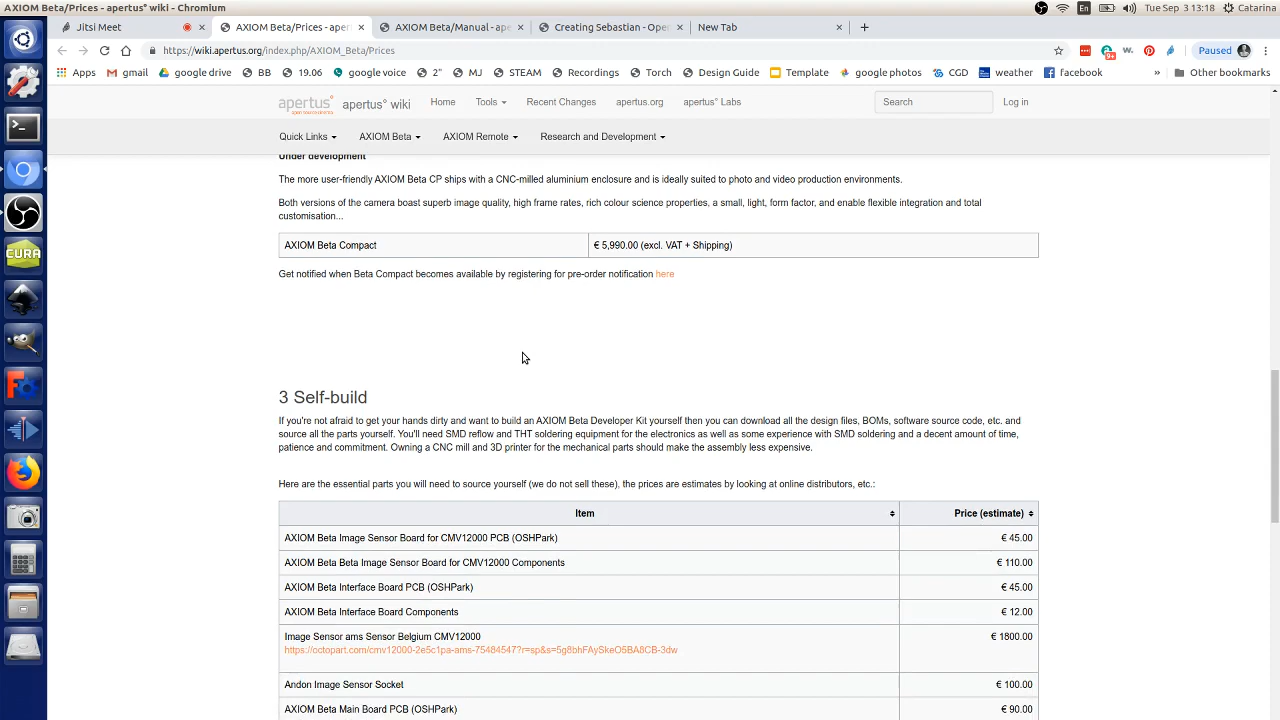 AXIOM Beta/Prices - apertus° wiki - Chromium
En
Tue Sep 3 13:18
Catarina
Jitsi Meet
AXIOM Beta/Prices - apert
AXIOM Beta/Manual - ape
Creating Sebastian - Ope
New Tab
https://wiki.apertus.org/index.php/AXIOM_Beta/Prices
9+
W
Paused
Apps
gmail
google drive
BB
19.06
google voice
2"
MJ
STEAM
Recordings
Torch
Design Guide
Template
google photos
CGD
weather
facebook
»
Other bookmarks
apertus°
apertus° wiki
Home
Tools
Recent Changes
apertus.org
apertus° Labs
Search
Log in
Quick Links
AXIOM Beta
AXIOM Remote
Research and Development
Under development
The more user-friendly AXIOM Beta CP ships in a CNC-milled aluminium enclosure and is ideally suited to photo and video production environments.
Both versions of the camera boast superb image quality, high frame rates, rich colour science properties, a small, light, form factor, and enable flexible integration and total
customisation...
AXIOM Beta Compact
€ 5,990.00 (excl. VAT + Shipping)
Get notified when Beta Compact becomes available by registering for pre-order notification here
3 Self-build
If you're not afraid to get your hands dirty and want to build an AXIOM Beta Developer Kit yourself then you can download all the design files, BOMs, software source code, etc. and
source all the parts yourself. You'll need SMD reflow and THT soldering equipment for the electronics as well as some experience with SMD soldering and a decent amount of time,
patience and commitment. Owning a CNC mill and 3D printer for the mechanical parts should make the assembly less expensive.
Here are the essential parts you will need to source yourself (we do not sell these), the prices are estimates by looking at online distributors, etc.:
Item
Price (estimate)
AXIOM Beta Image Sensor Board for CMV12000 PCB (OSHPark)
€ 45.00
AXIOM Beta Beta Image Sensor Board for CMV12000 Components
€ 110.00
AXIOM Beta Interface Board PCB (OSHPark)
€ 45.00
AXIOM Beta Interface Board Components
€ 12.00
Image Sensor ams Sensor Belgium CMV12000
€ 1800.00
https://octopart.com/cmv12000-2e5c1pa-ams-75484547?r=sp&s=5g8bhFAySkeO5BA8CB-3dw
Andon Image Sensor Socket
€ 100.00
AXIOM Beta Main Board PCB (OSHPark)
€ 90.00
CURA